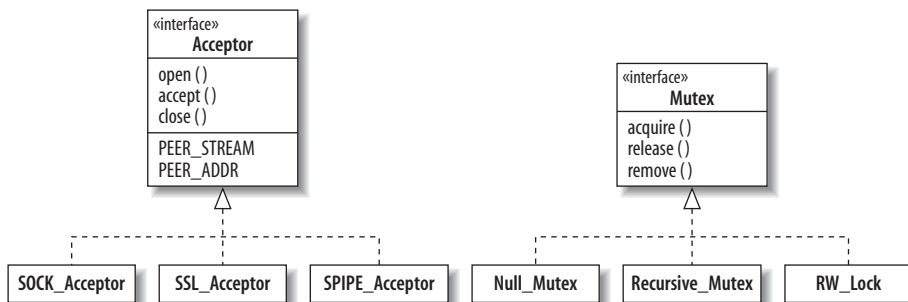 «interface»
Acceptor
open ( )
accept ( )
close ( )
PEER_STREAM
PEER_ADDR
SOCK_Acceptor
SSL_Acceptor
SPIPE_Acceptor
«interface»
Mutex
acquire ( )
release ( )
remove ( )
Null_Mutex
Recursive_Mutex
RW_Lock